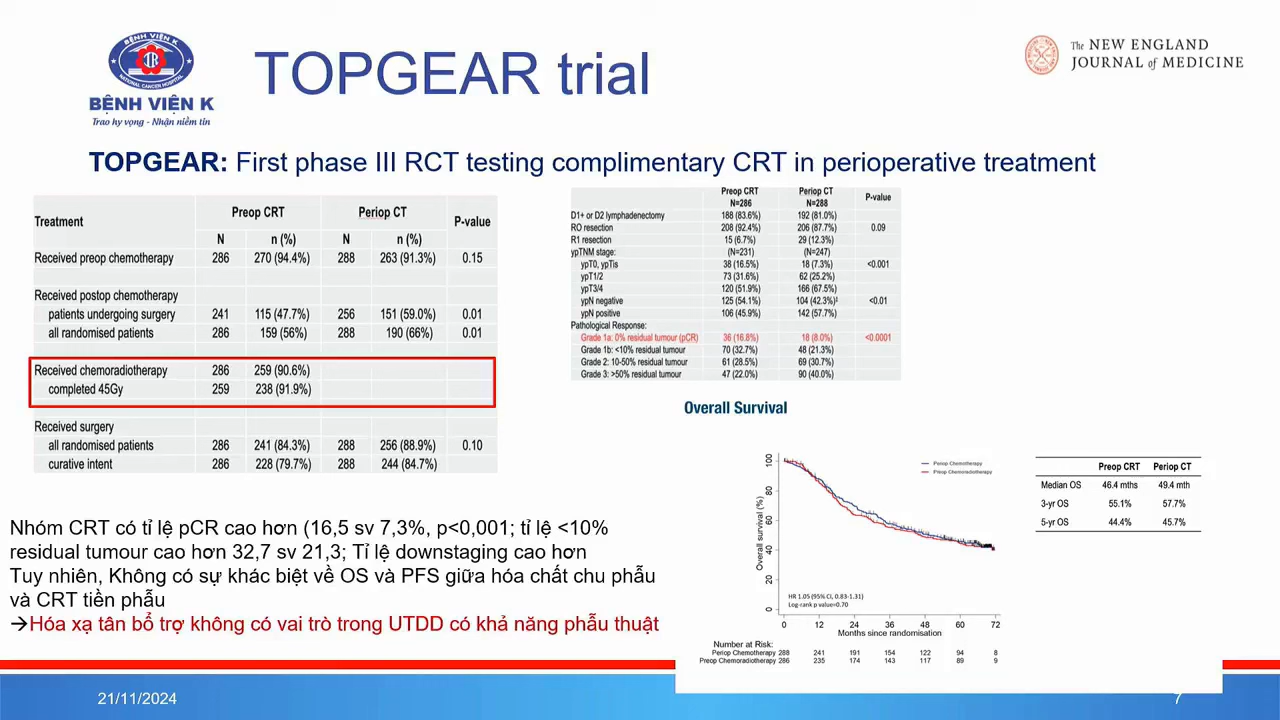 BỆNH VIỆN K
NATIONAL CANCER HOSPITAL
BỆNH VIỆN K
Trao hy vọng - Nhận niềm tin
TOPGEAR trial
The NEW ENGLAND
JOURNAL of MEDICINE
TOPGEAR: First phase III RCT testing complimentary CRT in perioperative treatment
Treatment Preop CRT Periop CT P-value
N n (%) N n (%)
Received preop chemotherapy 286 270 (94.4%) 288 263 (91.3%) 0.15
Received postop chemotherapy
patients undergoing surgery 241 115 (47.7%) 256 151 (59.0%) 0.01
all randomised patients 286 159 (56%) 288 190 (66%) 0.01
Received chemoradiotherapy 286 259 (90.6%)
completed 45Gy 259 238 (91.9%)
Received surgery
all randomised patients 286 241 (84.3%) 288 256 (88.9%) 0.10
curative intent 286 228 (79.7%) 288 244 (84.7%)
Preop CRT Periop CT P-value
N=286 N=288
D1+ or D2 lymphadenectomy 188 (83.6%) 192 (81.0%)
RO resection 208 (92.4%) 206 (87.7%) 0.09
R1 resection 15 (6.7%) 29 (12.3%)
ypTNM stage: (N=231) (N=247)
ypT0, ypTis 38 (16.5%) 18 (7.3%) <0.001
ypT1/2 73 (31.6%) 62 (25.2%)
ypT3/4 120 (51.9%) 166 (67.5%)
ypN negative 125 (54.1%) 104 (42.3%) <0.01
ypN positive 106 (45.9%) 142 (57.7%)
Pathological Response:
Grade 1a: 0% residual tumour (pCR) 36 (16.8%) 18 (8.0%) <0.0001
Grade 1b: <10% residual tumour 70 (32.7%) 48 (21.3%)
Grade 2: 10-50% residual tumour 61 (28.5%) 69 (30.7%)
Grade 3: >50% residual tumour 47 (22.0%) 90 (40.0%)
Overall Survival
Overall survival (%)
100
80
60
40
20
0
Periop Chemotherapy
Preop Chemoradiotherapy
HR 1.05 (95% CI, 0.83-1.31)
Log-rank p value=0.70
0 12 24 36 48 60 72
Months since randomisation
Number at Risk:
Periop Chemotherapy 288 241 191 154 122 94 8
Preop Chemoradiotherapy 286 235 174 143 117 89 9
Preop CRT Periop CT
Median OS 46.4 mths 49.4 mth
3-yr OS 55.1% 57.7%
5-yr OS 44.4% 45.7%
Nhóm CRT có tỉ lệ pCR cao hơn (16,5 sv 7,3%, p<0,001; tỉ lệ <10%
residual tumour cao hơn 32,7 sv 21,3; Tỉ lệ downstaging cao hơn
Tuy nhiên, Không có sự khác biệt về OS và PFS giữa hóa chất chu phẫu
và CRT tiền phẫu
→Hóa xạ tân bổ trợ không có vai trò trong UTDD có khả năng phẫu thuật
21/11/2024
7